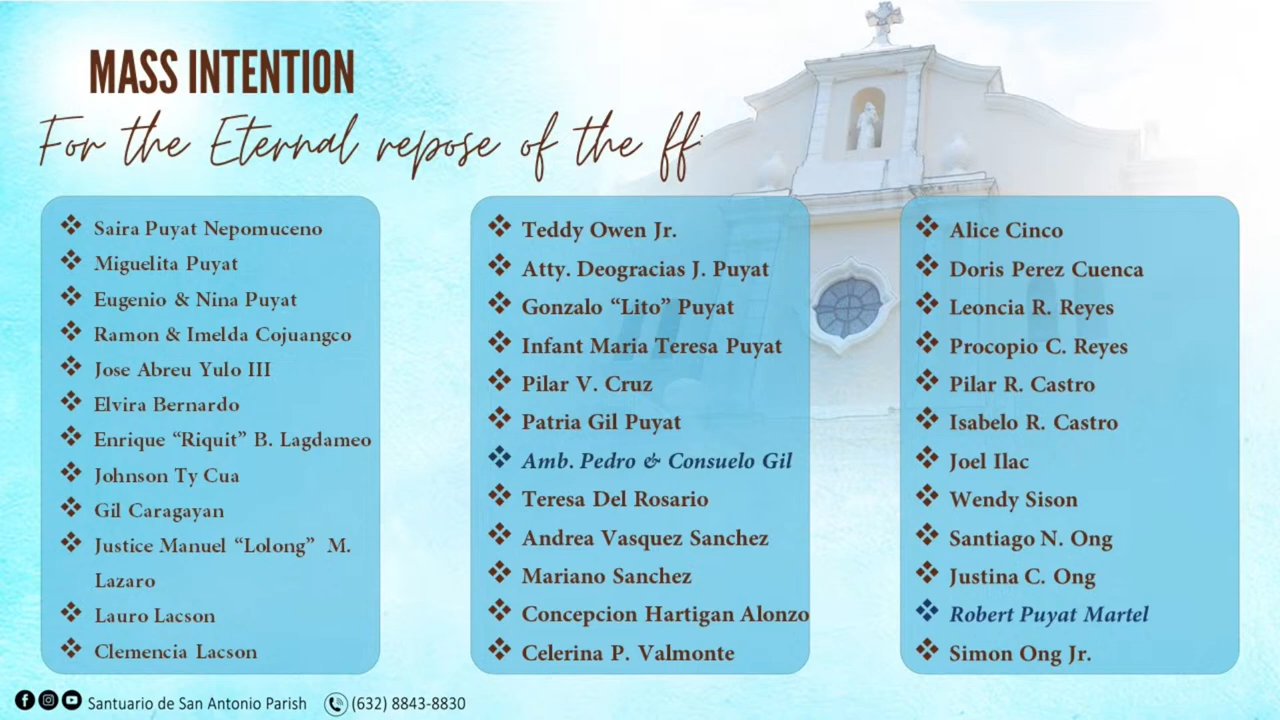 MASS INTENTION
For the Eternal repose of the ff:
Saira Puyat Nepomuceno
Miguelita Puyat
Eugenio & Nina Puyat
Ramon & Imelda Cojuangco
Jose Abreu Yulo III
Elvira Bernardo
Enrique “Riquit” B. Lagdameo
Johnson Ty Cua
Gil Caragayan
Justice Manuel “Lolong” M.
Lazaro
Lauro Lacson
Clemencia Lacson
Teddy Owen Jr.
Atty. Deogracias J. Puyat
Gonzalo “Lito” Puyat
Infant Maria Teresa Puyat
Pilar V. Cruz
Patria Gil Puyat
Amb. Pedro & Consuelo Gil
Teresa Del Rosario
Andrea Vasquez Sanchez
Mariano Sanchez
Concepcion Hartigan Alonzo
Celerina P. Valmonte
Alice Cinco
Doris Perez Cuenca
Leoncia R. Reyes
Procopio C. Reyes
Pilar R. Castro
Isabelo R. Castro
Joel Ilac
Wendy Sison
Santiago N. Ong
Justina C. Ong
Robert Puyat Martel
Simon Ong Jr.
Santuario de San Antonio Parish (632) 8843-8830